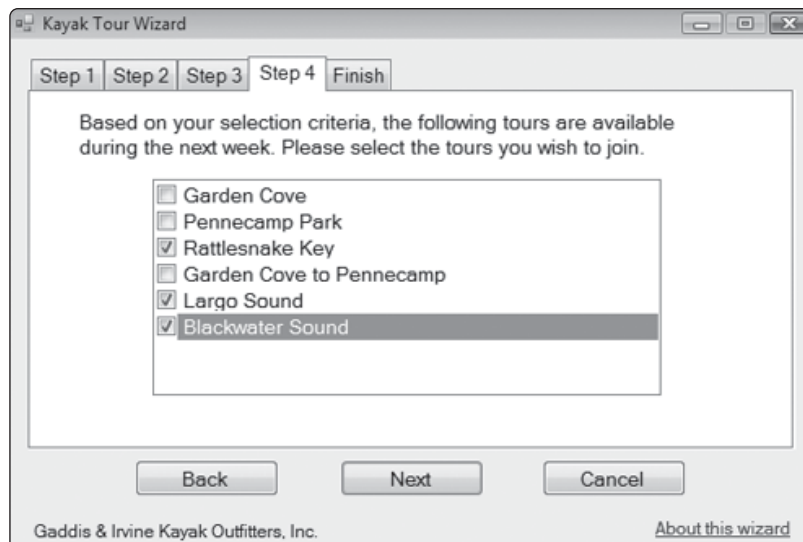 Kayak Tour Wizard
Step 1 Step 2 Step 3 Step 4 Finish
Based on your selection criteria, the following tours are available
during the next week. Please select the tours you wish to join.
Garden Cove
Pennecamp Park
Rattlesnake Key
Garden Cove to Pennecamp
Largo Sound
Blackwater Sound
Back Next Cancel
Gaddis & Irvine Kayak Outfitters, Inc. About this wizard